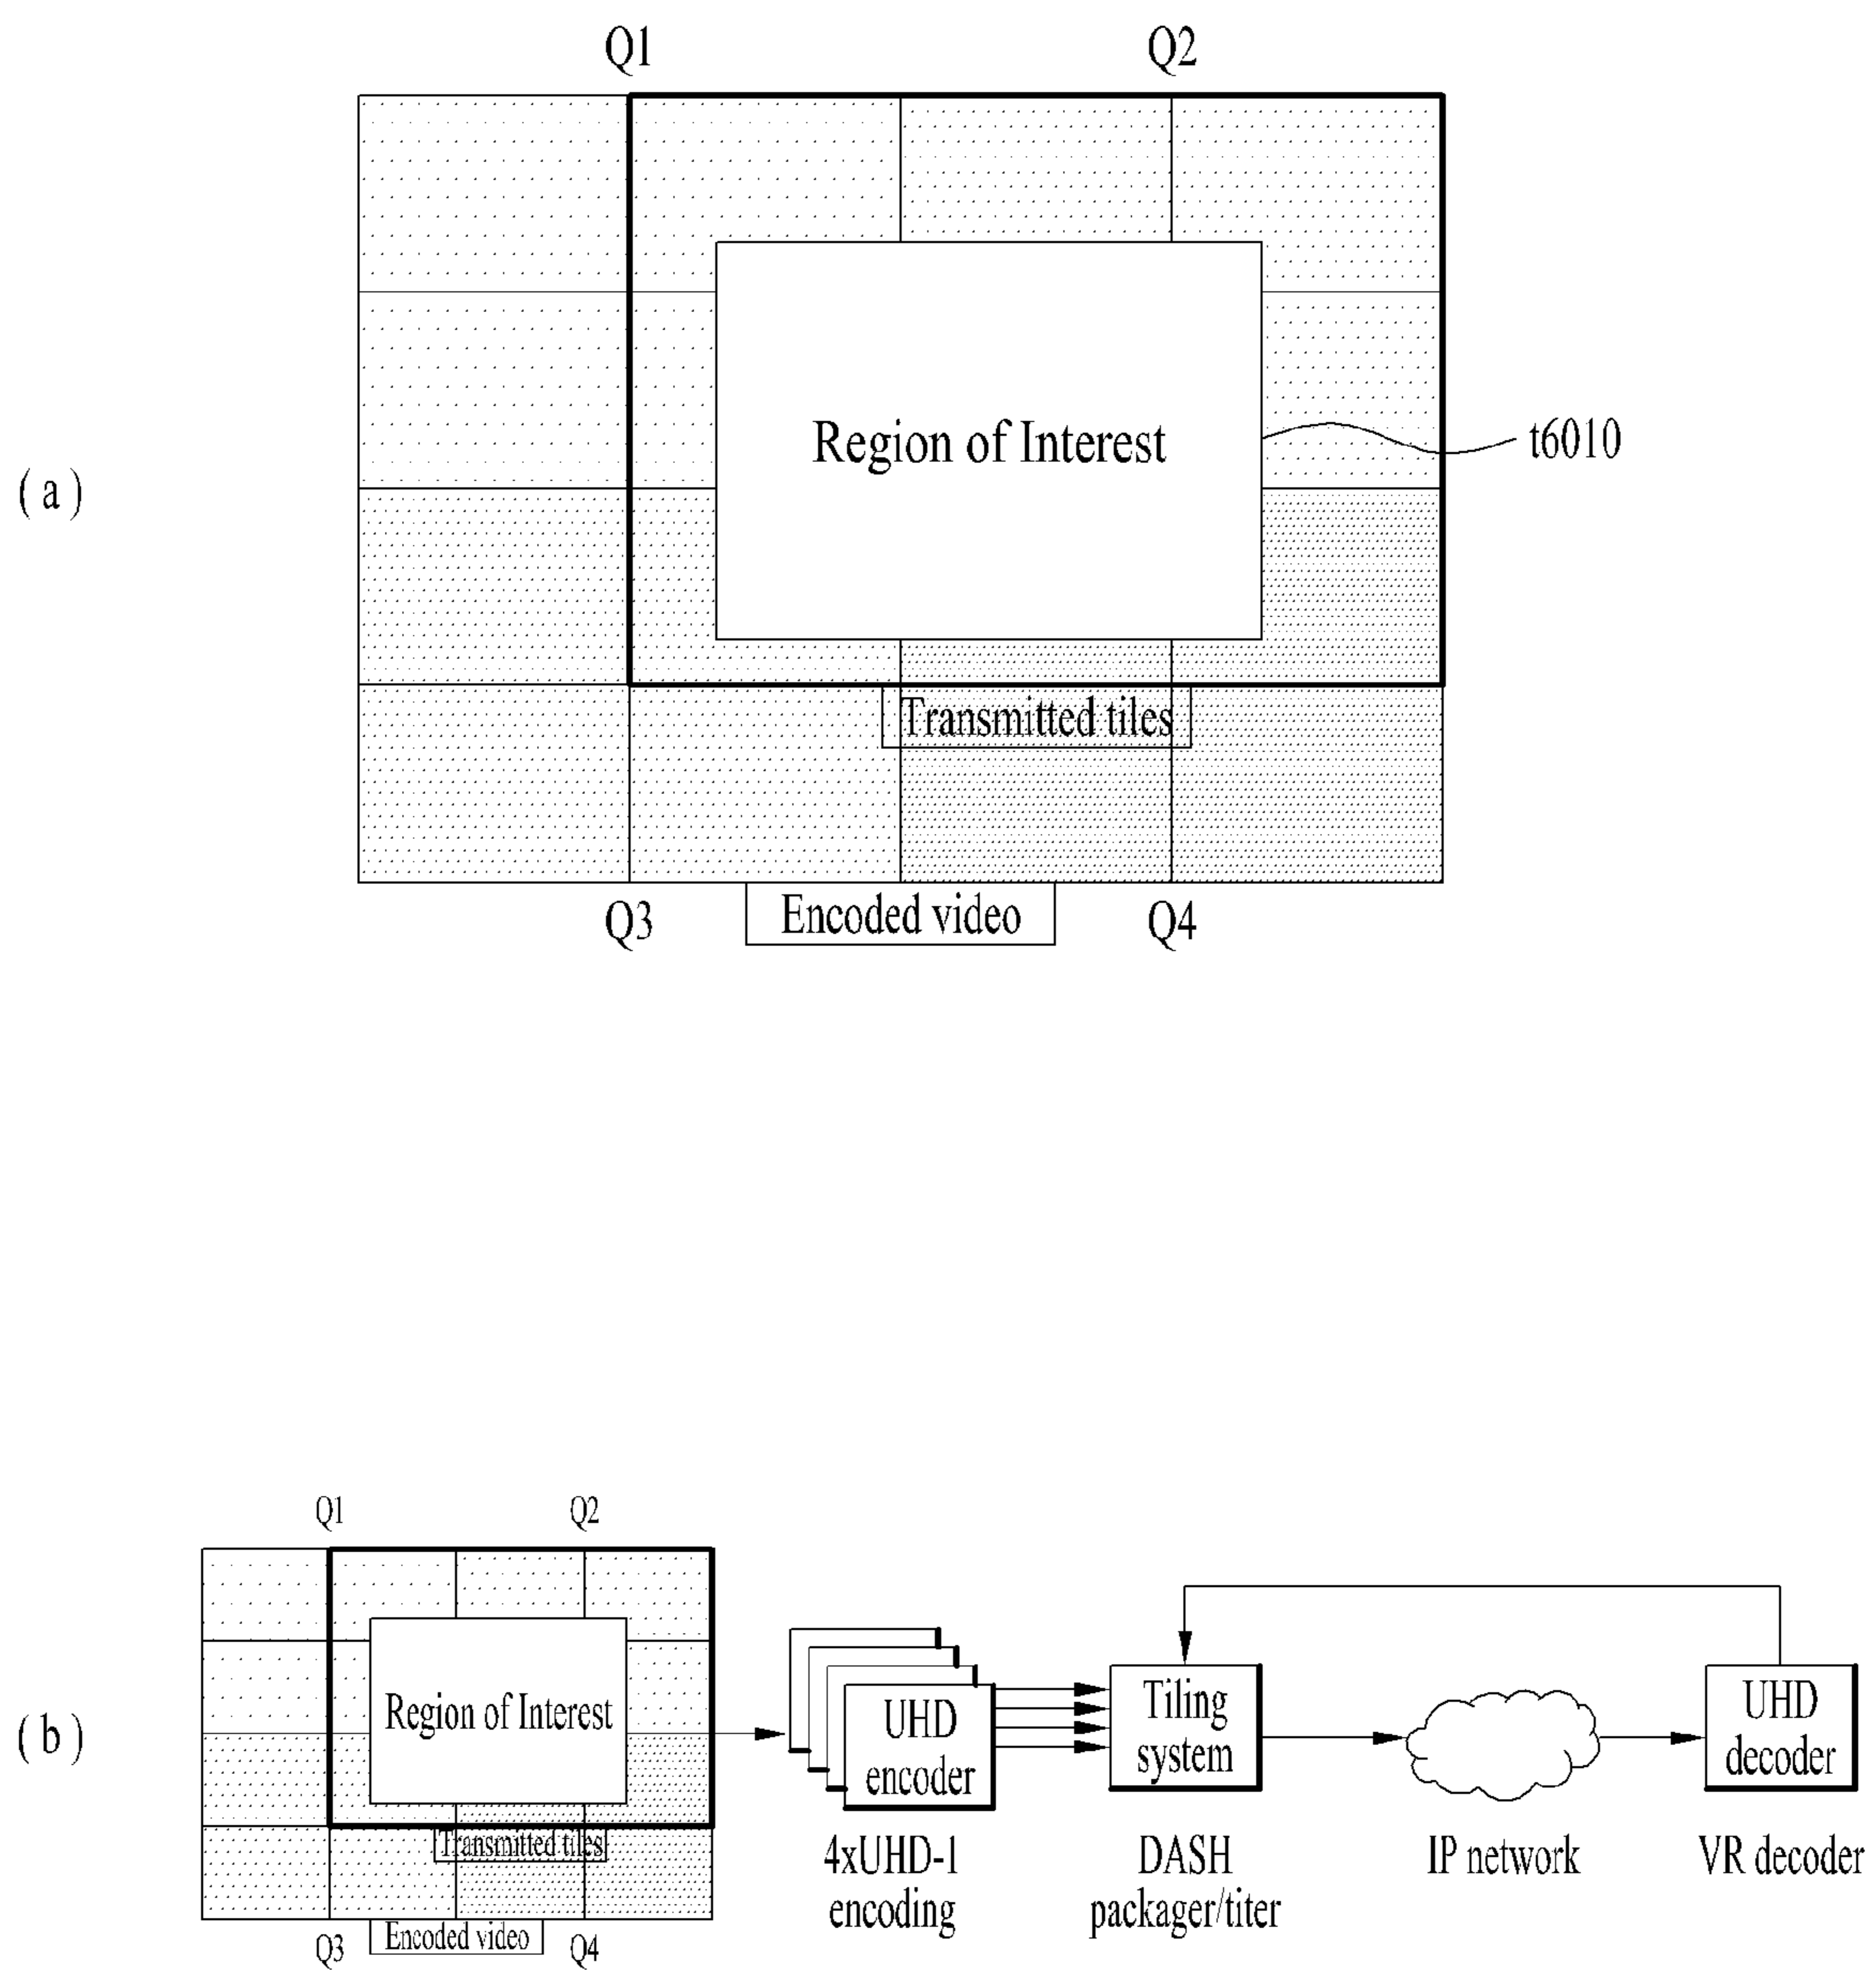 Q1 Q2
(a)
Region of Interest
t6010
Transmitted tiles
Q3 Q4
Encoded video
(b)
Q1 Q2
Region of Interest
Transmitted tiles
Encoded video
Q3 Q4
UHD
encoder
4xUHD-1
encoding
Tiling
system
DASH
packager/titer
IP network
UHD
decoder
VR decoder